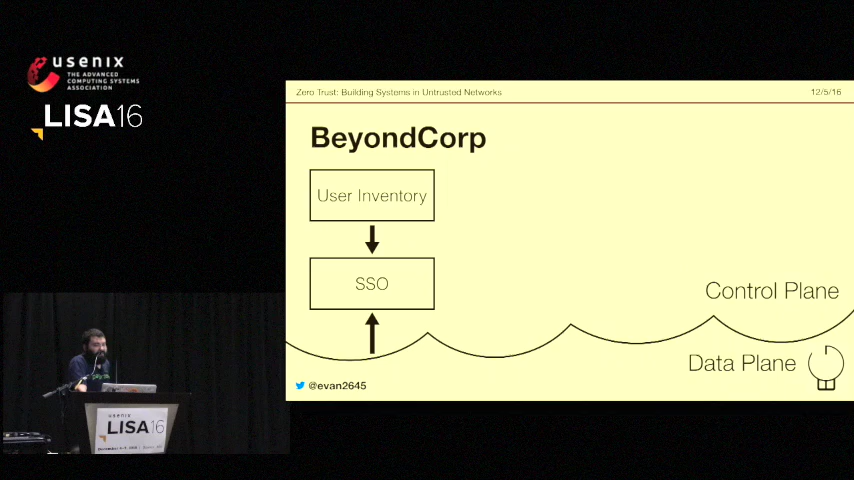 usenix
THE ADVANCED
COMPUTING SYSTEMS
ASSOCIATION
LISA16
Zero Trust: Building Systems in Untrusted Networks
12/5/16
BeyondCorp
User Inventory
SSO
Control Plane
Data Plane
@evan2645
usenix
LISA16